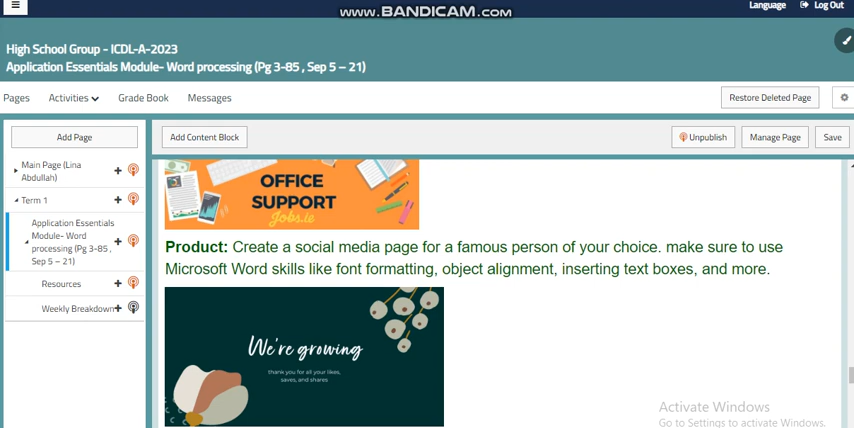 www.BANDICAM.com
Language Log Out
High School Group - ICDL-A-2023
Application Essentials Module- Word processing (Pg 3-85 , Sep 5 – 21)
Pages Activities Grade Book Messages Restore Deleted Page
Add Page
Add Content Block Unpublish Manage Page Save
Main Page (Lina
Abdullah)
Term 1
Application Essentials
Module- Word
processing (Pg 3-85 ,
Sep 5 – 21)
Resources
Weekly Breakdown
OFFICE
SUPPORT
Jobs.ie
Product: Create a social media page for a famous person of your choice. make sure to use
Microsoft Word skills like font formatting, object alignment, inserting text boxes, and more.
We're growing
thank you for all your likes,
saves, and shares
Activate Windows
Go to Settings to activate Windows.